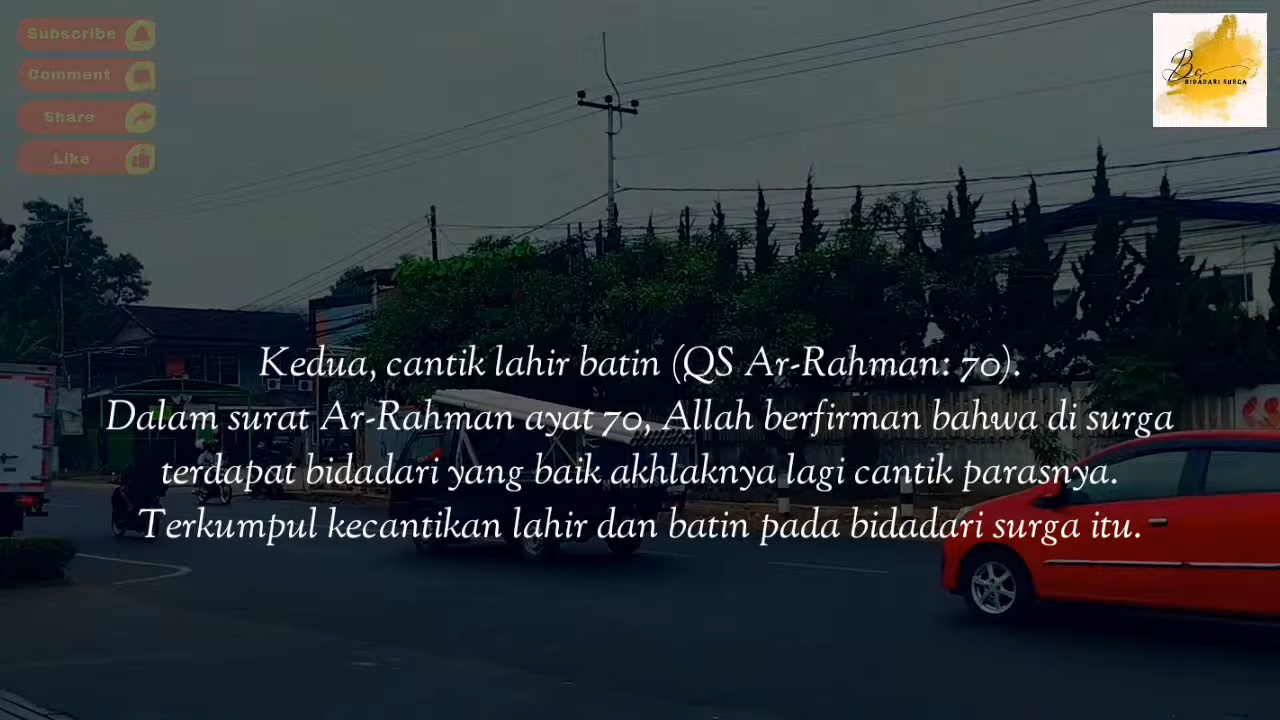 Subscribe
Comment
Share
Like
BIDADARI SURGA
Kedua, cantik lahir batin (QS Ar-Rahman: 70).
Dalam surat Ar-Rahman ayat 70, Allah berfirman bahwa di surga
terdapat bidadari yang baik akhlaknya lagi cantik parasnya.
Terkumpul kecantikan lahir dan batin pada bidadari surga itu.